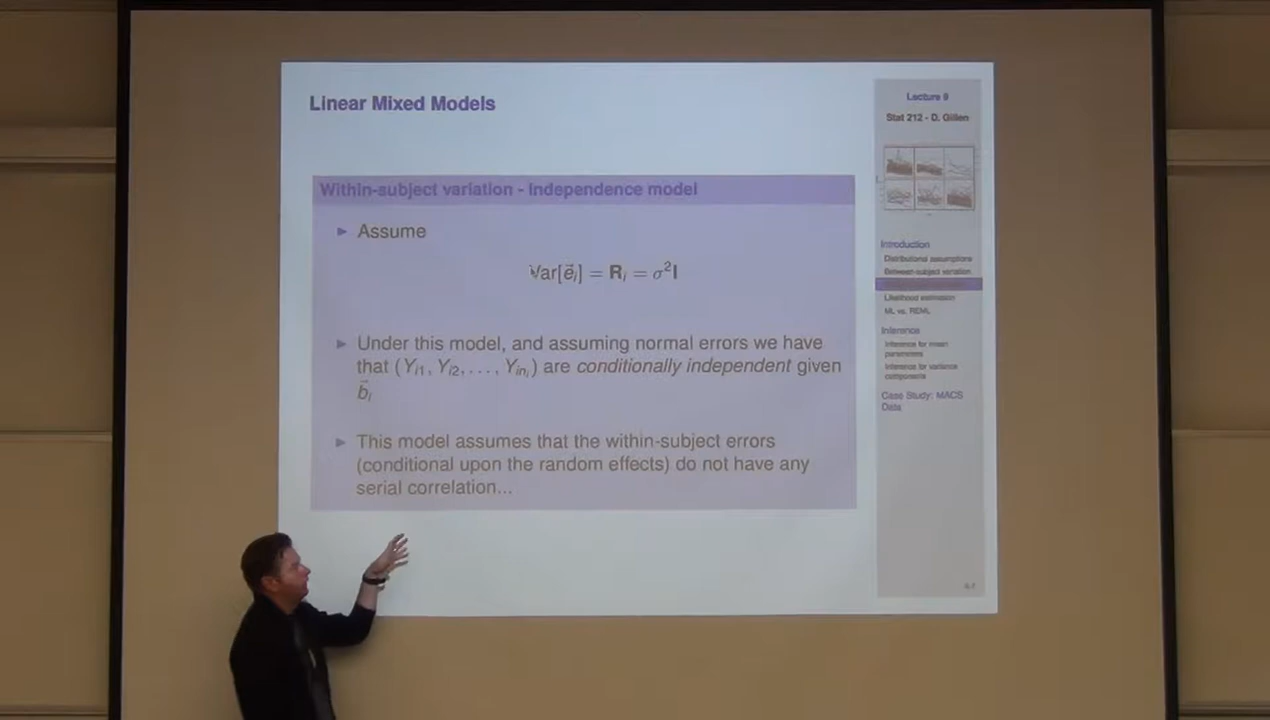 Linear Mixed Models
Within-subject variation - Independence model
Assume
Var[e⃗ᵢ] = Rᵢ = σ²I
Under this model, and assuming normal errors we have
that (Yᵢ₁, Yᵢ₂, . . . , Yᵢₙᵢ) are conditionally independent given
b⃗ᵢ
This model assumes that the within-subject errors
(conditional upon the random effects) do not have any
serial correlation...
Lecture 9
Stat 212 - D. Gillen
Introduction
Distributional assumptions
Between-subject variation
Likelihood estimation
ML vs. REML
Inference
Inference for mean
parameters
Inference for variance
components
Case Study: MACS
Data